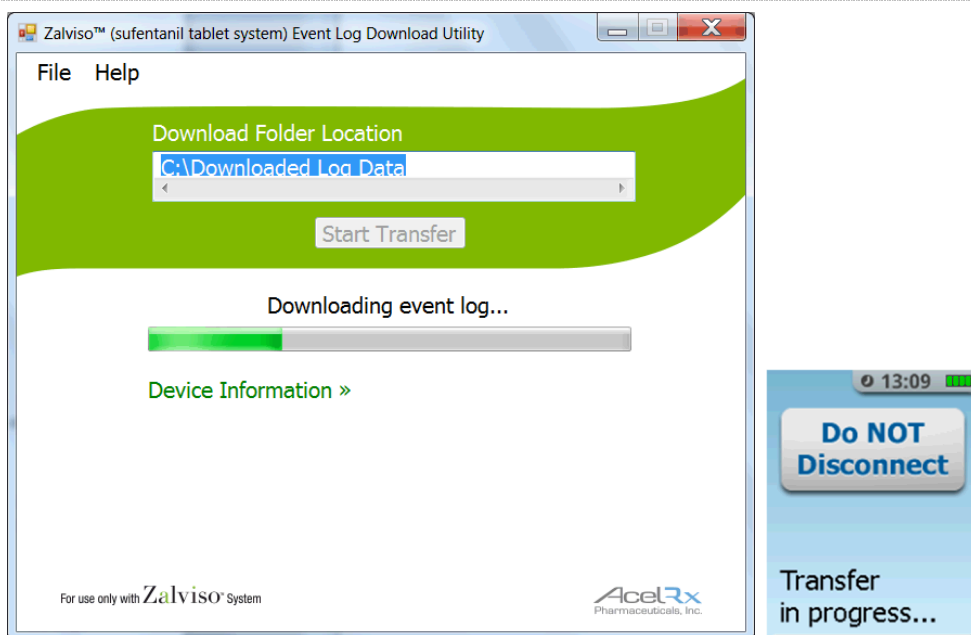 Zalviso™ (sufentanil tablet system) Event Log Download Utility
File Help
Download Folder Location
C:\Downloaded Log Data
Start Transfer
Downloading event log...
Device Information »
For use only with Zalviso® System
AcelRx
Pharmaceuticals, Inc.
13:09
Do NOT
Disconnect
Transfer
in progress...